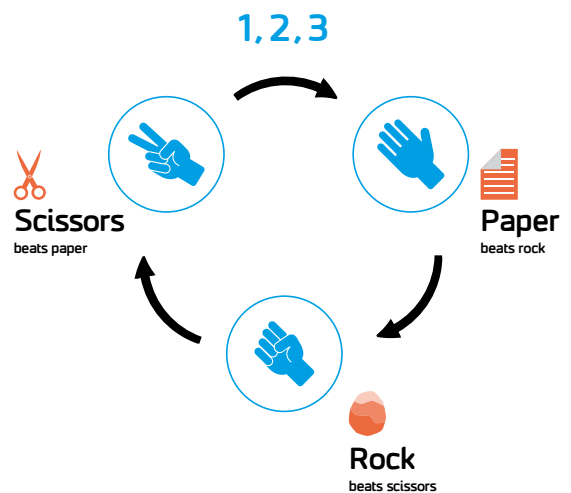 1, 2, 3
Scissors
beats paper
Paper
beats rock
Rock
beats scissors